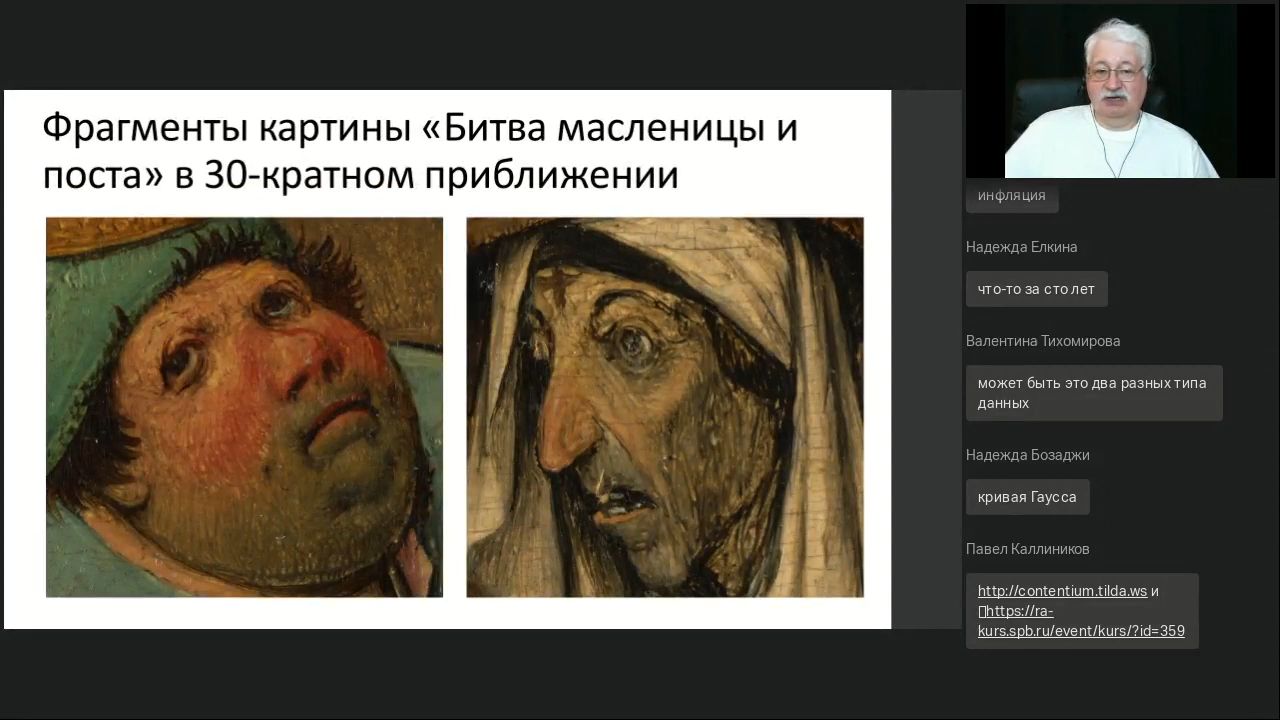 Фрагменты картины «Битва масленицы и
поста» в 30-кратном приближении
инфляция
Надежда Елкина
что-то за сто лет
Валентина Тихомирова
может быть это два разных типа
данных
Надежда Бозаджи
кривая Гаусса
Павел Каллиников
http://contentium.tilda.ws и
https://ra-
kurs.spb.ru/event/kurs/?id=359